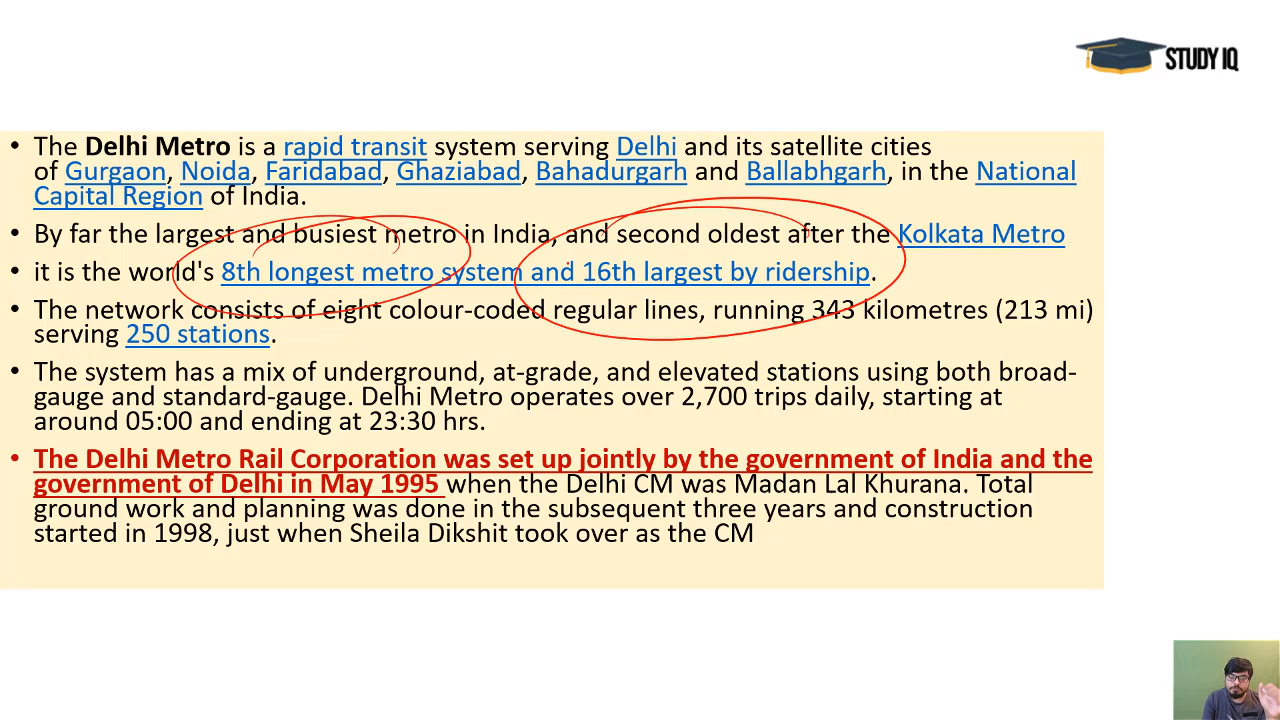 STUDY IQ
• The Delhi Metro is a rapid transit system serving Delhi and its satellite cities
of Gurgaon, Noida, Faridabad, Ghaziabad, Bahadurgarh and Ballabhgarh, in the National
Capital Region of India.
• By far the largest and busiest metro in India, and second oldest after the Kolkata Metro
• it is the world's 8th longest metro system and 16th largest by ridership.
• The network consists of eight colour-coded regular lines, running 343 kilometres (213 mi)
serving 250 stations.
• The system has a mix of underground, at-grade, and elevated stations using both broad-
gauge and standard-gauge. Delhi Metro operates over 2,700 trips daily, starting at
around 05:00 and ending at 23:30 hrs.
• The Delhi Metro Rail Corporation was set up jointly by the government of India and the
government of Delhi in May 1995 when the Delhi CM was Madan Lal Khurana. Total
ground work and planning was done in the subsequent three years and construction
started in 1998, just when Sheila Dikshit took over as the CM